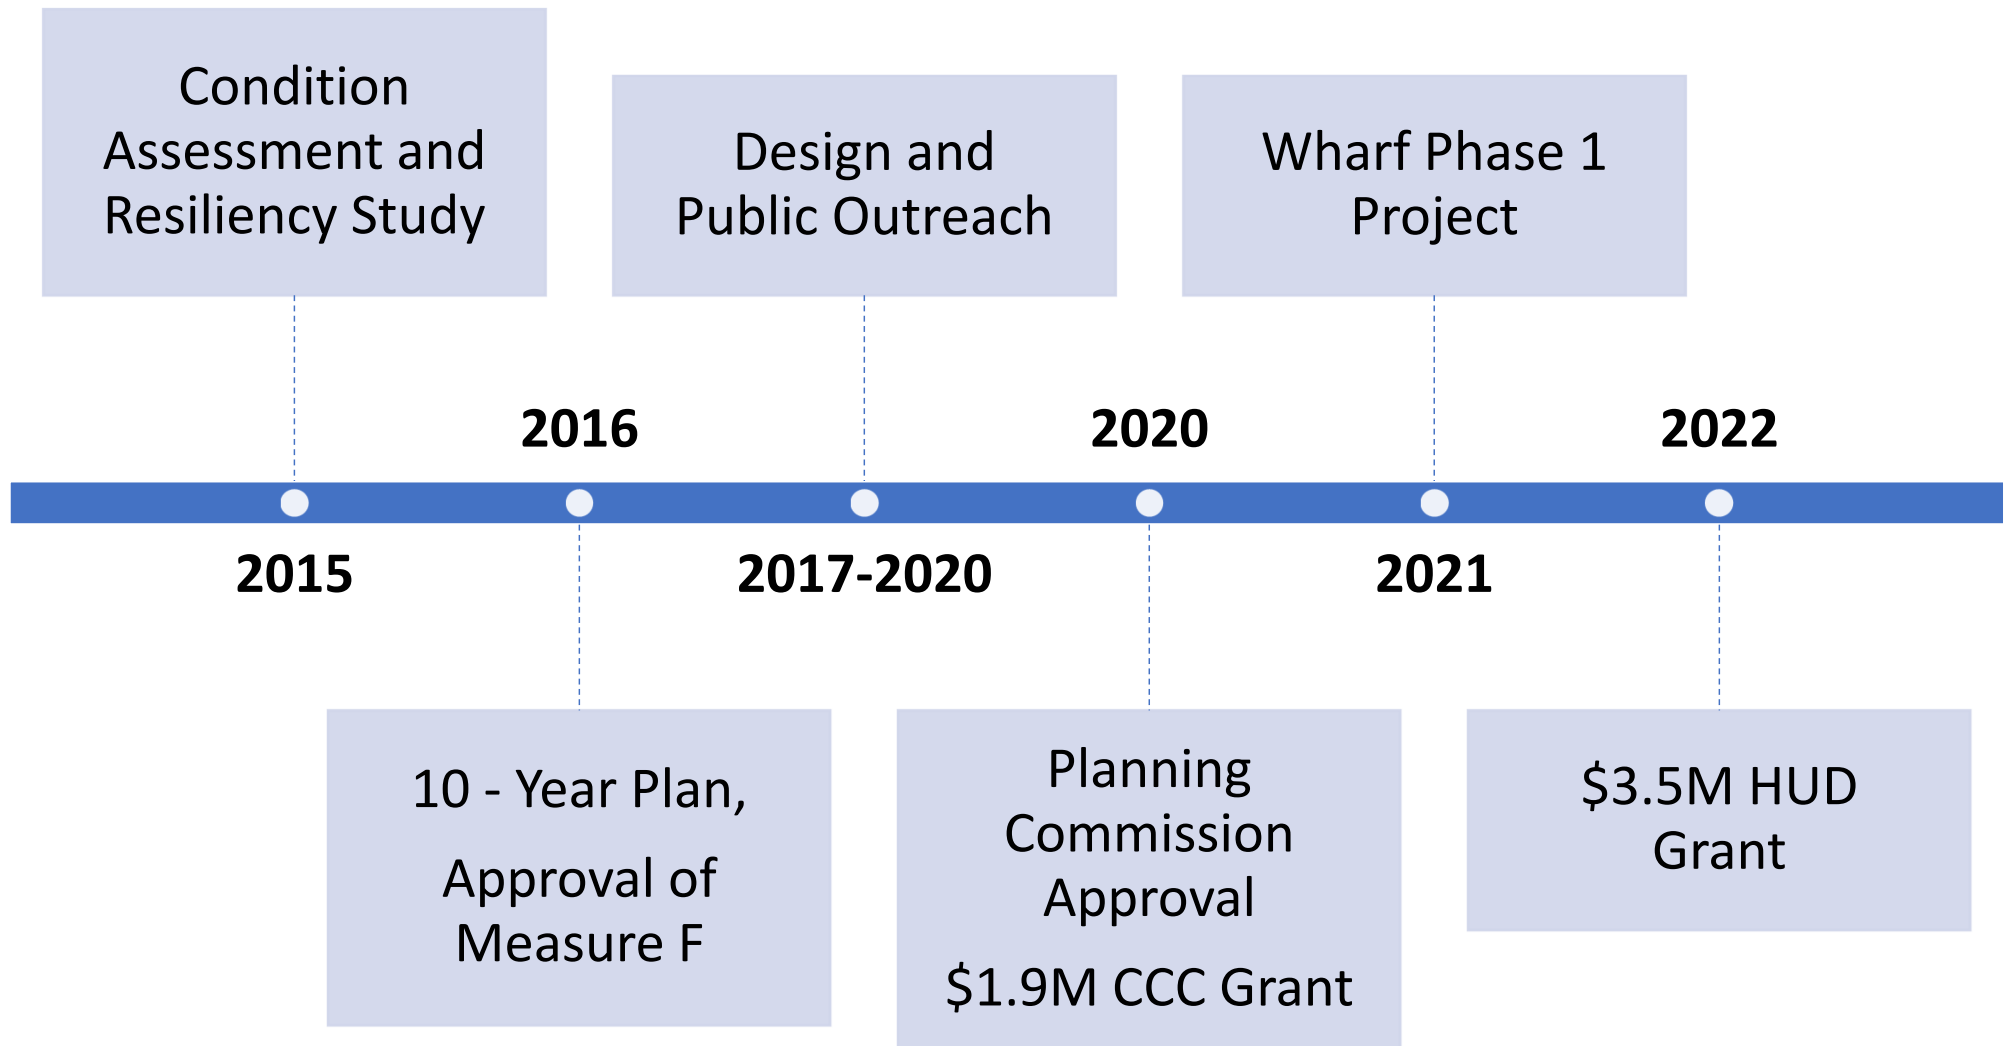 Condition
Assessment and
Resiliency Study
Design and
Public Outreach
Wharf Phase 1
Project
2016
2020
2022
2015
2017-2020
2021
10 - Year Plan,
Approval of
Measure F
Planning
Commission
Approval
$1.9M CCC Grant
$3.5M HUD
Grant